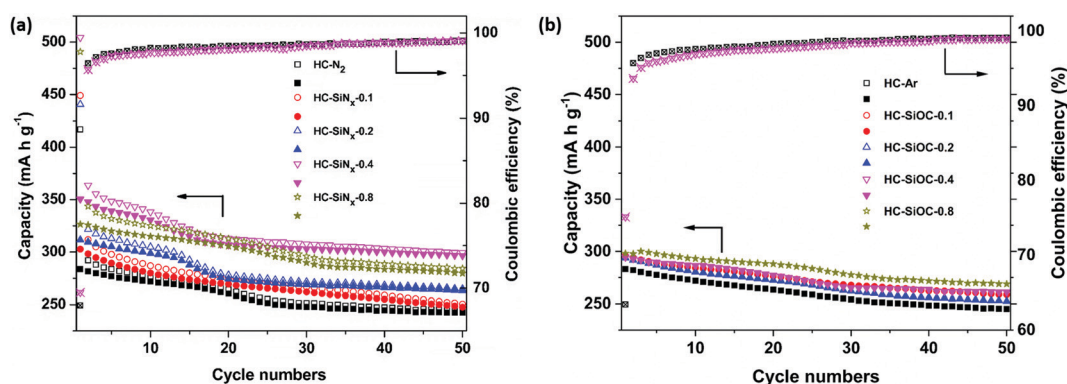 (a)
Capacity (mA h g⁻¹)
500
450
400
350
300
250
HC-N₂
HC-SiNₓ-0.1
HC-SiNₓ-0.2
HC-SiNₓ-0.4
HC-SiNₓ-0.8
100
90
80
70
Coulombic efficiency (%)
10 20 30 40 50
Cycle numbers
(b)
Capacity (mA h g⁻¹)
500
450
400
350
300
250
HC-Ar
HC-SiOC-0.1
HC-SiOC-0.2
HC-SiOC-0.4
HC-SiOC-0.8
100
90
80
70
60
Coulombic efficiency (%)
10 20 30 40 50
Cycle numbers